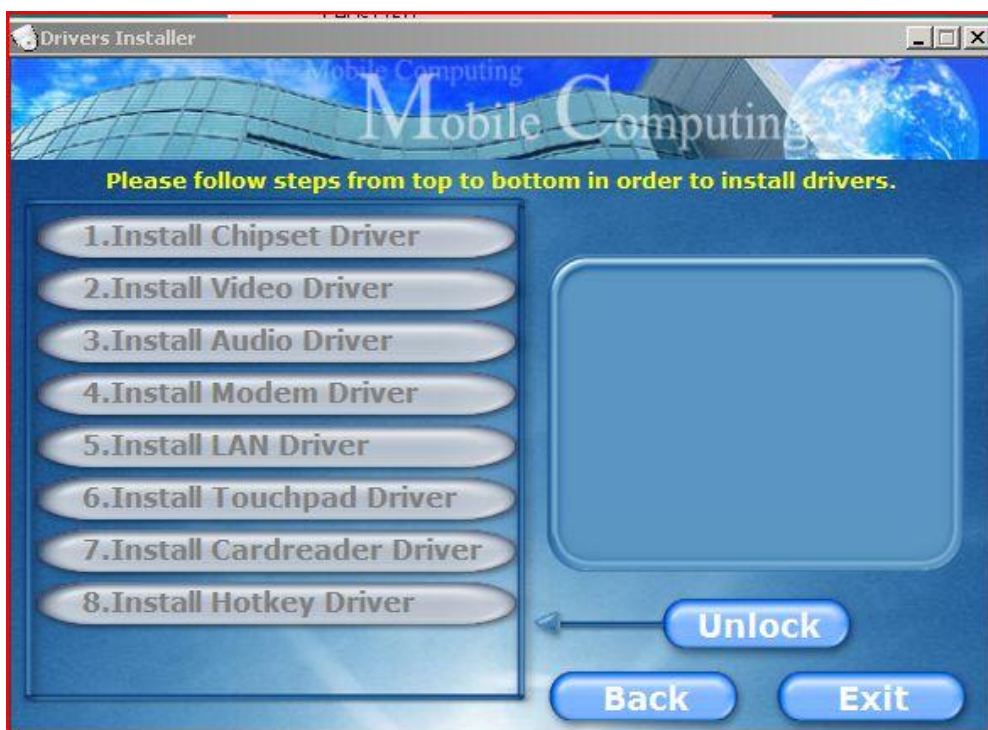 Drivers Installer
Mobile Computing
Mobile Computing
Please follow steps from top to bottom in order to install drivers.
1.Install Chipset Driver
2.Install Video Driver
3.Install Audio Driver
4.Install Modem Driver
5.Install LAN Driver
6.Install Touchpad Driver
7.Install Cardreader Driver
8.Install Hotkey Driver
Unlock
Back
Exit